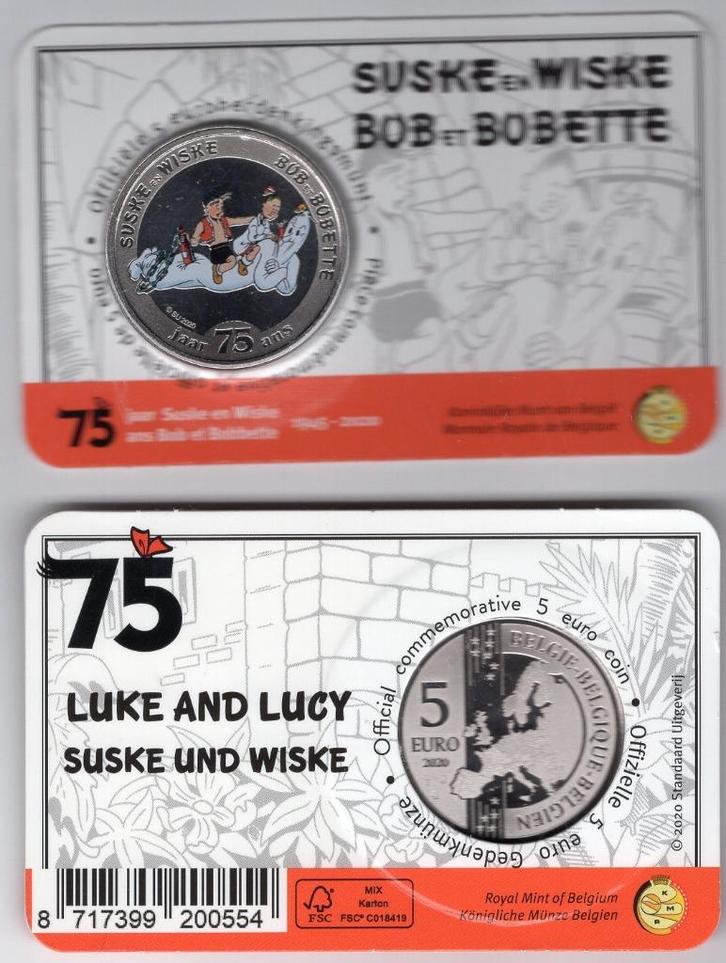 SUSKE EN WISKE
BOB ET BOBETTE
Officiële 5 euroherdenkingsmunt
SUSKE EN WISKE
BOB ET BOBETTE
© SU 2020
jaar 75 ans
75
jaar Suske en Wiske
ans Bob et Bobbette
1945 - 2020
Koninklijke Munt van België
Monnaie Royale de Belgique
75
LUKE AND LUCY
SUSKE UND WISKE
• Official commemorative 5 euro coin
• Offizielle 5 euro Gedenkmünze
5
EURO
2020
BELGIE-BELGIQUE-BELGIEN
© 2020 Standaard Uitgeverij
8 717399 200554
FSC
MIX
Karton
FSC® C018419
Royal Mint of Belgium
Königliche Münze Belgien
K M B